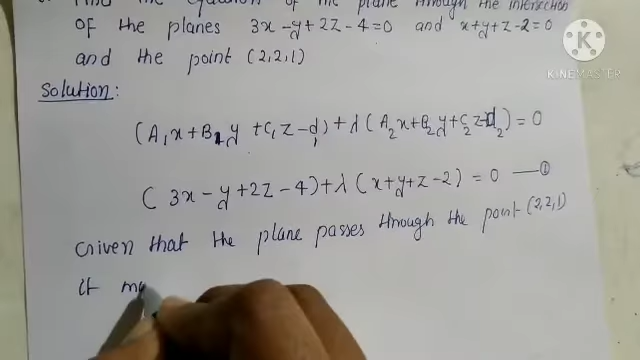 Find the equation of the plane through the intersection
of the planes 3x-y+2z-4=0 and x+y+z-2=0
and the point (2,2,1)
Solution:
(A₁x+B₁y+C₁z-d₁)+λ(A₂x+B₂y+C₂z-d₂)=0
(3x-y+2z-4)+λ(x+y+z-2)=0 —①
Given that the plane passes through the point (2,2,1)
it
KINEMASTER